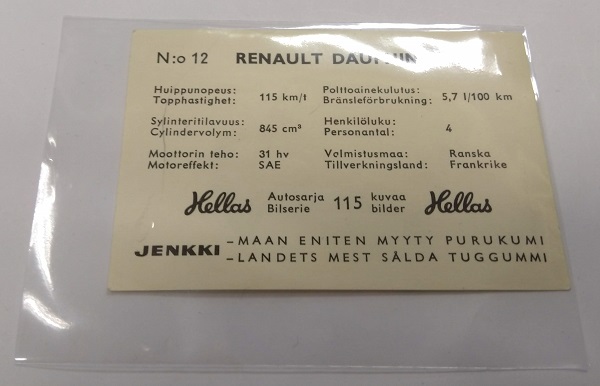 N:o 12 RENAULT DAUPHIN
Huippunopeus: Polttoainekulutus:
Topphastighet: 115 km/t Bränsleförbrukning: 5,7 l/100 km
Sylinteritilavuus: Henkilöluku:
Cylindervolym: 845 cm³ Personantal: 4
Moottorin teho: 31 hv Valmistusmaa: Ranska
Motoreffekt: SAE Tillverkningsland: Frankrike
Hellas Autosarja 115 kuvaa Hellas
Bilserie bilder
JENKKI – MAAN ENITEN MYYTY PURUKUMI
– LANDETS MEST SÅLDA TUGGUMMI